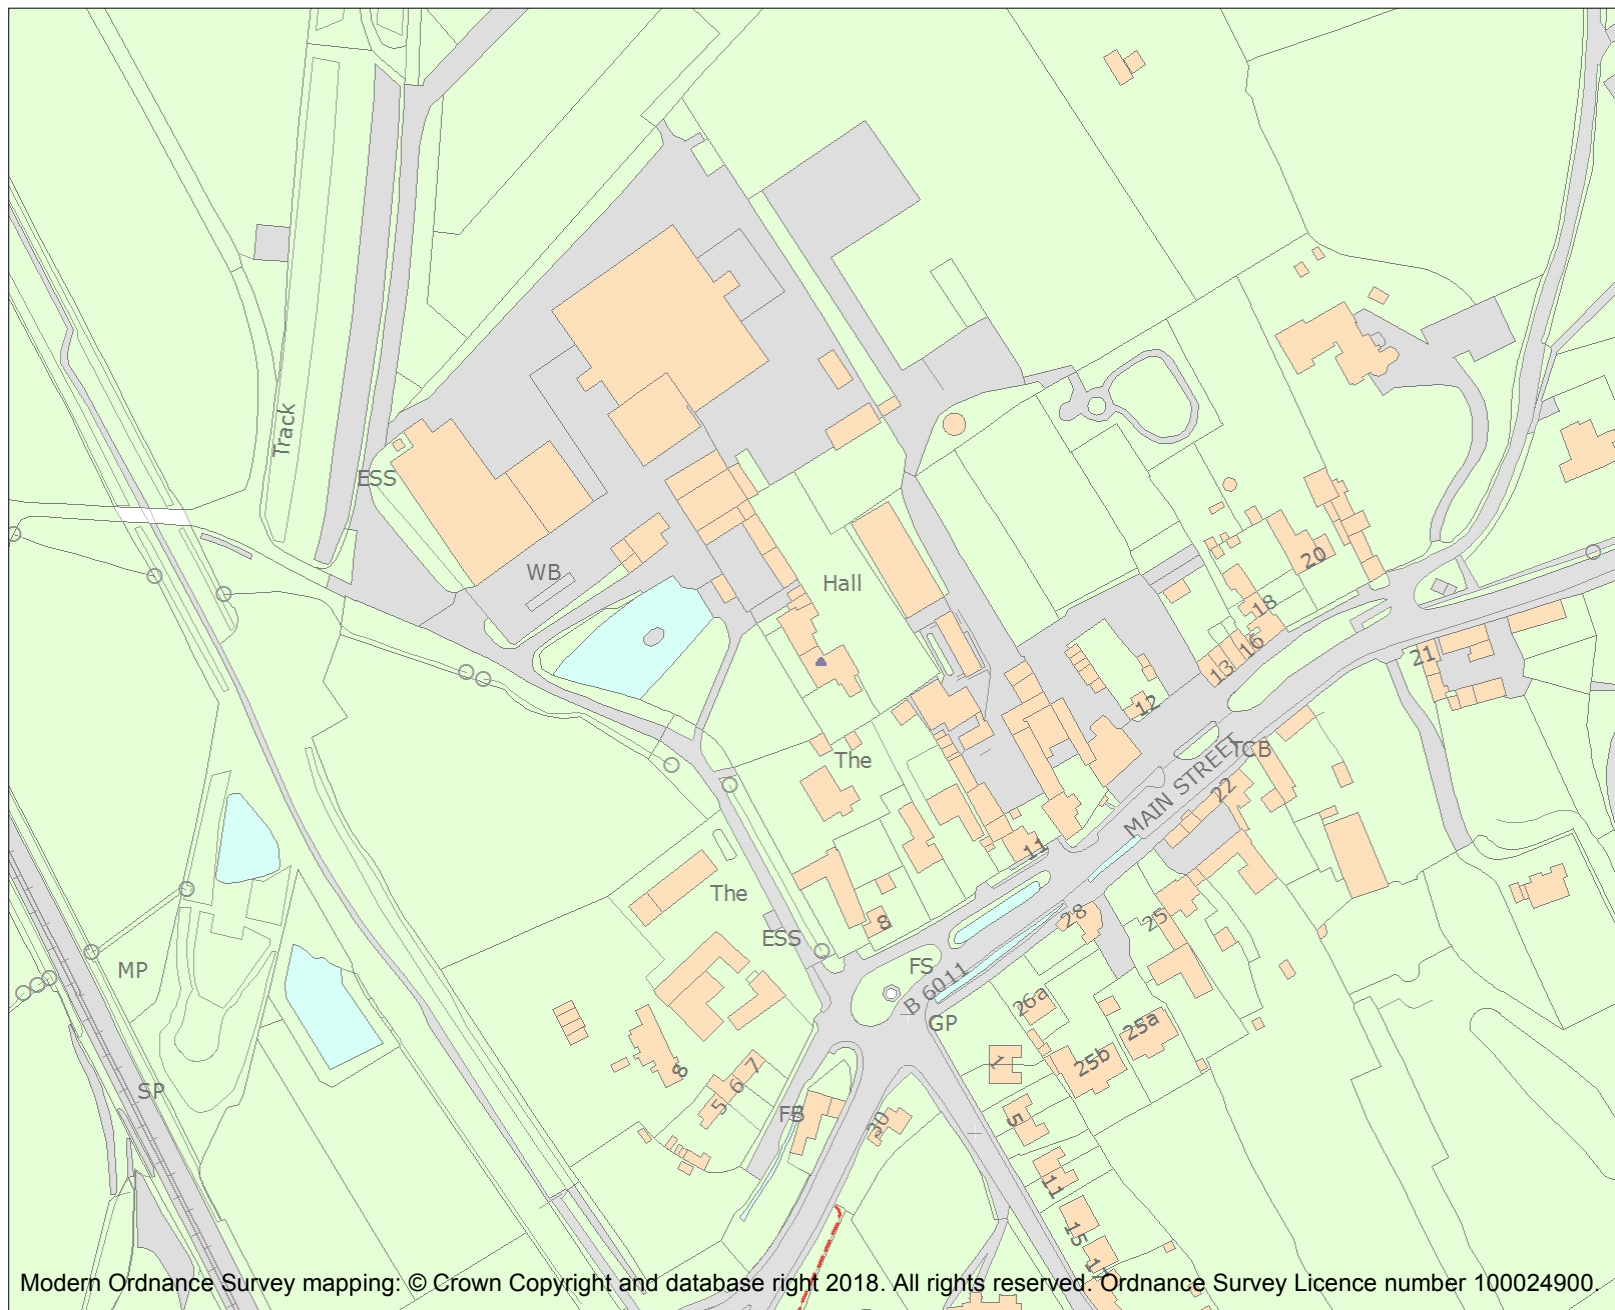 Track
ESS
WB
Hall
20
18
16
13
21
12
The
TCB
MAIN STREET
22
11
The
8
28
25
ESS
FS
MP
B 6011
26a
GP
25a
1
25b
8
7
6
5
SP
FB
30
5
11
15
Modern Ordnance Survey mapping: © Crown Copyright and database right 2018. All rights reserved. Ordnance Survey Licence number 100024900.